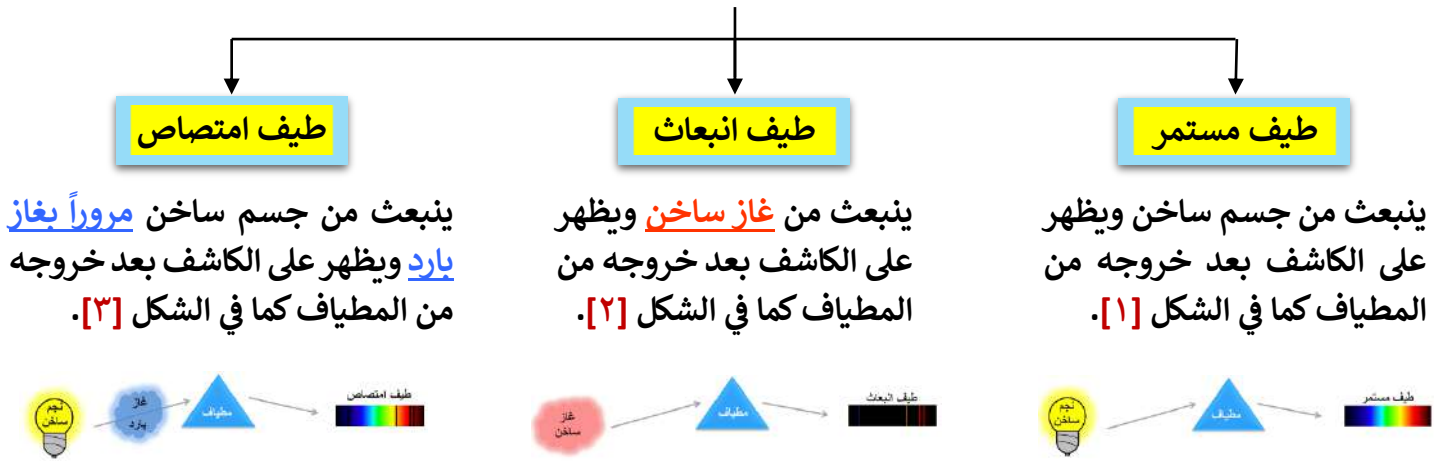 طيف مستمر
ينبعث من جسم ساخن ويظهر
على الكاشف بعد خروجه من
المطياف كما في الشكل [١].
طيف انبعاث
ينبعث من غاز ساخن ويظهر
على الكاشف بعد خروجه من
المطياف كما في الشكل [٢].
طيف امتصاص
ينبعث من جسم ساخن مروراً بغاز
بارد ويظهر على الكاشف بعد خروجه
من المطياف كما في الشكل [٣].
نجم
ساخن
مطياف
طيف مستمر
غاز
ساخن
مطياف
طيف انبعاث
نجم
ساخن
غاز
بارد
مطياف
طيف امتصاص